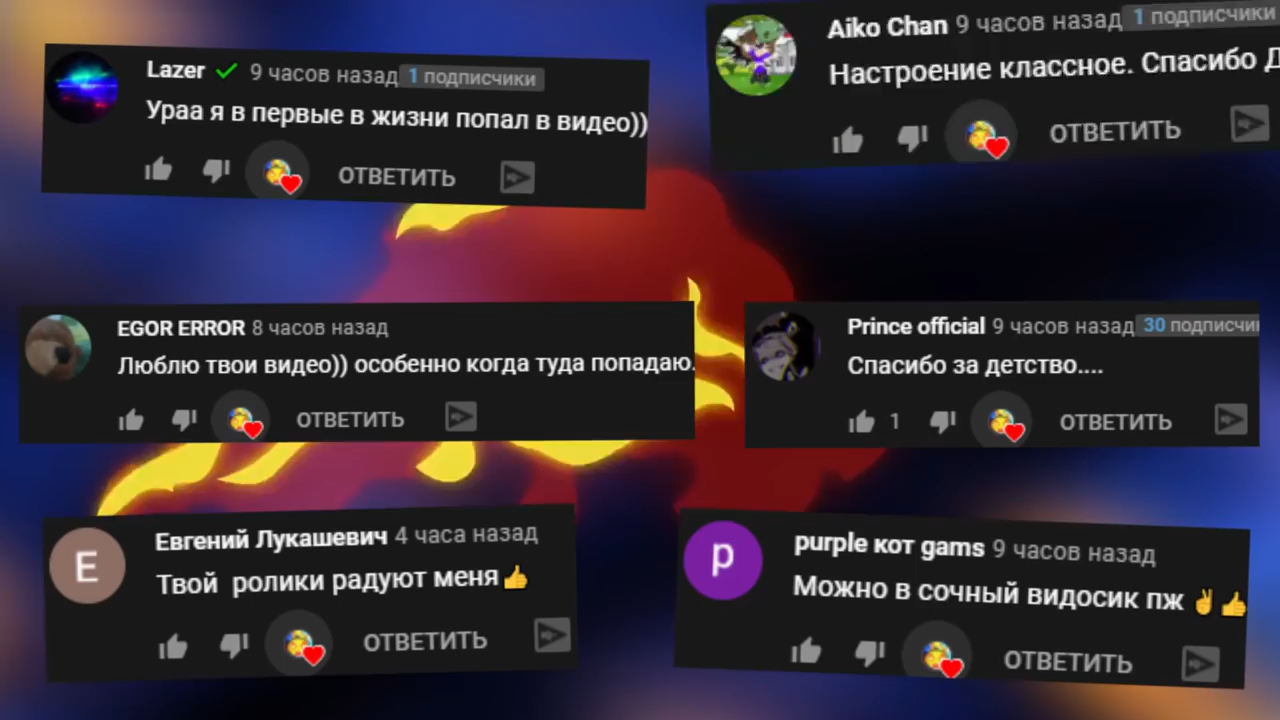 Lazer 9 часов назад 1 подписчики
Ураа я в первые в жизни попал в видео))
ОТВЕТИТЬ
Aiko Chan 9 часов назад 1 подписчики
Настроение классное. Спасибо Д
ОТВЕТИТЬ
EGOR ERROR 8 часов назад
Люблю твои видео)) особенно когда туда попадаю.
ОТВЕТИТЬ
Prince official 9 часов назад 30 подписчи
Спасибо за детство....
1 ОТВЕТИТЬ
E
Евгений Лукашевич 4 часа назад
Твой ролики радуют меня👍
ОТВЕТИТЬ
p
purple кот gams 9 часов назад
Можно в сочный видосик пж ✌👍
ОТВЕТИТЬ